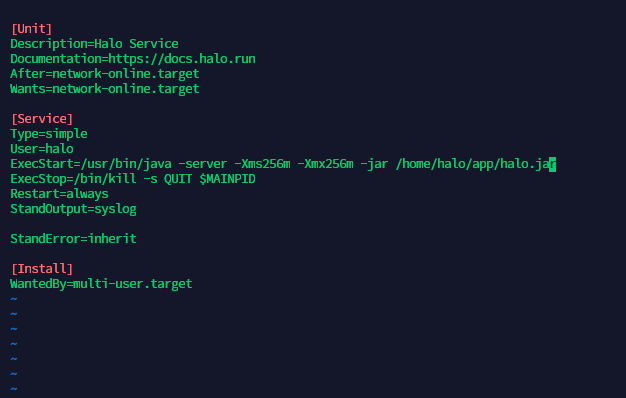 [Unit]
Description=Halo Service
Documentation=https://docs.halo.run
After=network-online.target
Wants=network-online.target
[Service]
Type=simple
User=halo
ExecStart=/usr/bin/java -server -Xms256m -Xmx256m -jar /home/halo/app/halo.jar
ExecStop=/bin/kill -s QUIT $MAINPID
Restart=always
StandOutput=syslog
StandError=inherit
[Install]
WantedBy=multi-user.target
~
~
~
~
~
~
~